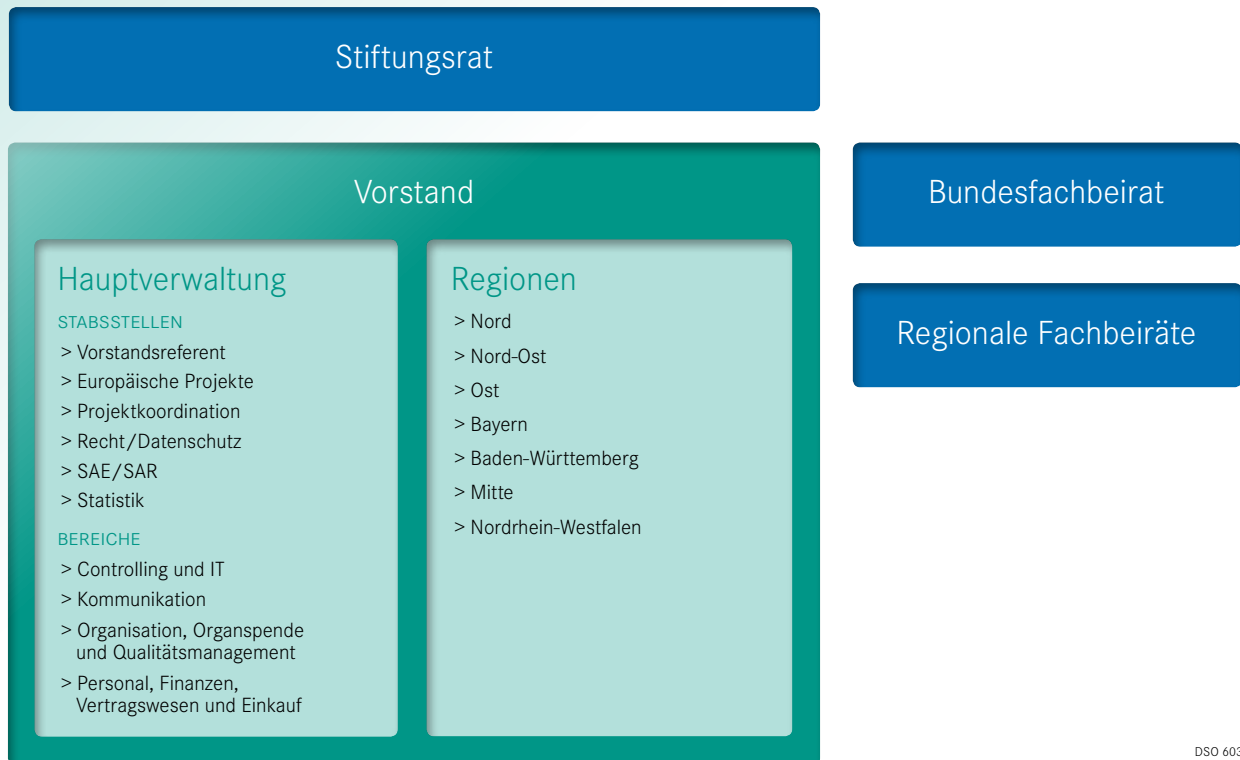 Stiftungsrat
Vorstand
Hauptverwaltung
STABSSTELLEN
> Vorstandsreferent
> Europäische Projekte
> Projektkoordination
> Recht/Datenschutz
> SAE/SAR
> Statistik
BEREICHE
> Controlling und IT
> Kommunikation
> Organisation, Organspende
und Qualitätsmanagement
> Personal, Finanzen,
Vertragswesen und Einkauf
Regionen
> Nord
> Nord-Ost
> Ost
> Bayern
> Baden-Württemberg
> Mitte
> Nordrhein-Westfalen
Bundesfachbeirat
Regionale Fachbeiräte
DSO 603